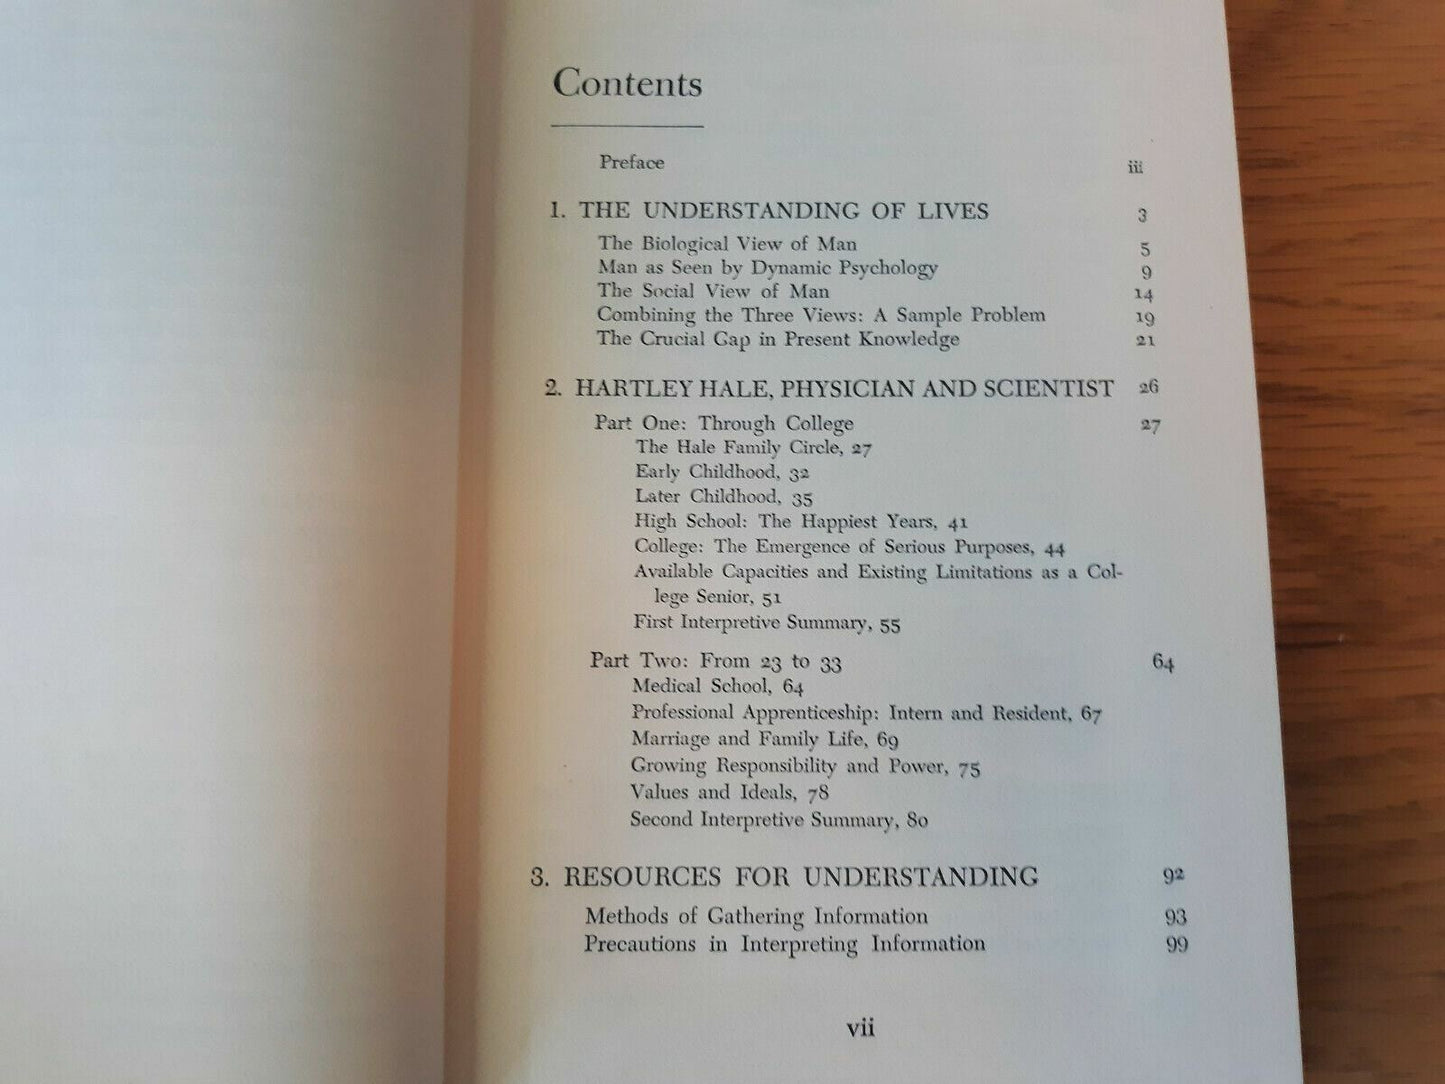 Contents
Preface iii
1. THE UNDERSTANDING OF LIVES 3
The Biological View of Man 5
Man as Seen by Dynamic Psychology 9
The Social View of Man 14
Combining the Three Views: A Sample Problem 19
The Crucial Gap in Present Knowledge 21
2. HARTLEY HALE, PHYSICIAN AND SCIENTIST 26
Part One: Through College 27
The Hale Family Circle, 27
Early Childhood, 32
Later Childhood, 35
High School: The Happiest Years, 41
College: The Emergence of Serious Purposes, 44
Available Capacities and Existing Limitations as a Col-
lege Senior, 51
First Interpretive Summary, 55
Part Two: From 23 to 33 64
Medical School, 64
Professional Apprenticeship: Intern and Resident, 67
Marriage and Family Life, 69
Growing Responsibility and Power, 75
Values and Ideals, 78
Second Interpretive Summary, 80
3. RESOURCES FOR UNDERSTANDING 92
Methods of Gathering Information 93
Precautions in Interpreting Information 99
vii